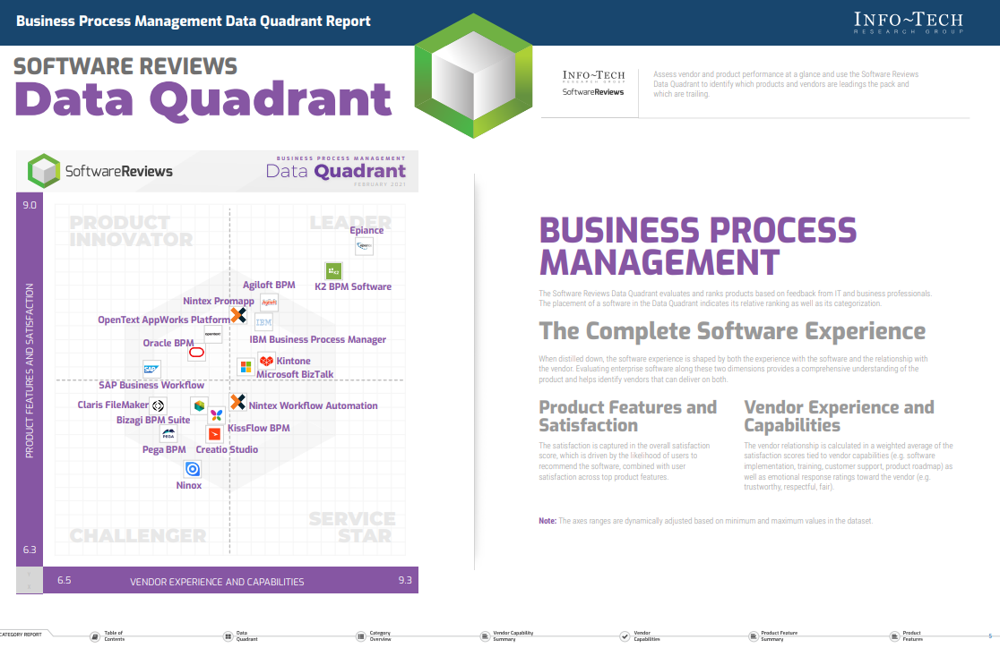 Business Process Management Data Quadrant Report
INFO~TECH
RESEARCH GROUP
SOFTWARE REVIEWS
Data Quadrant
INFO~TECH
RESEARCH GROUP
SoftwareReviews
Assess vendor and product performance at a glance and use the Software Reviews
Data Quadrant to identify which products and vendors are leadings the pack and
which are trailing.
SoftwareReviews
BUSINESS PROCESS MANAGEMENT
Data Quadrant
FEBRUARY 2021
9.0
PRODUCT FEATURES AND SATISFACTION
6.3
PRODUCT
INNOVATOR
LEADER
Epiance
K2
K2 BPM Software
Agiloft BPM
Agiloft
Nintex Promapp
IBM
OpenText AppWorks Platform
opentext
IBM Business Process Manager
Oracle BPM
Kintone
SAP
Microsoft BizTalk
SAP Business Workflow
Claris FileMaker
Nintex Workflow Automation
Bizagi BPM Suite
KissFlow BPM
PEGA
Pega BPM
Creatio Studio
Ninox
CHALLENGER
SERVICE
STAR
6.5
VENDOR EXPERIENCE AND CAPABILITIES
9.3
BUSINESS PROCESS
MANAGEMENT
The Software Reviews Data Quadrant evaluates and ranks products based on feedback from IT and business professionals.
The placement of a software in the Data Quadrant indicates its relative ranking as well as its categorization.
The Complete Software Experience
When distilled down, the software experience is shaped by both the experience with the software and the relationship with
the vendor. Evaluating enterprise software along these two dimensions provides a comprehensive understanding of the
product and helps identify vendors that can deliver on both.
Product Features and
Satisfaction
The satisfaction is captured in the overall satisfaction
score, which is driven by the likelihood of users to
recommend the software, combined with user
satisfaction across top product features.
Vendor Experience and
Capabilities
The vendor relationship is calculated in a weighted average of the
satisfaction scores tied to vendor capabilities (e.g. software
implementation, training, customer support, product roadmap) as
well as emotional response ratings toward the vendor (e.g.
trustworthy, respectful, fair).
Note: The axes ranges are dynamically adjusted based on minimum and maximum values in the dataset.
CATEGORY REPORT
Table of
Contents
Data
Quadrant
Category
Overview
Vendor Capability
Summary
Vendor
Capabilities
Product Feature
Summary
Product
Features
5